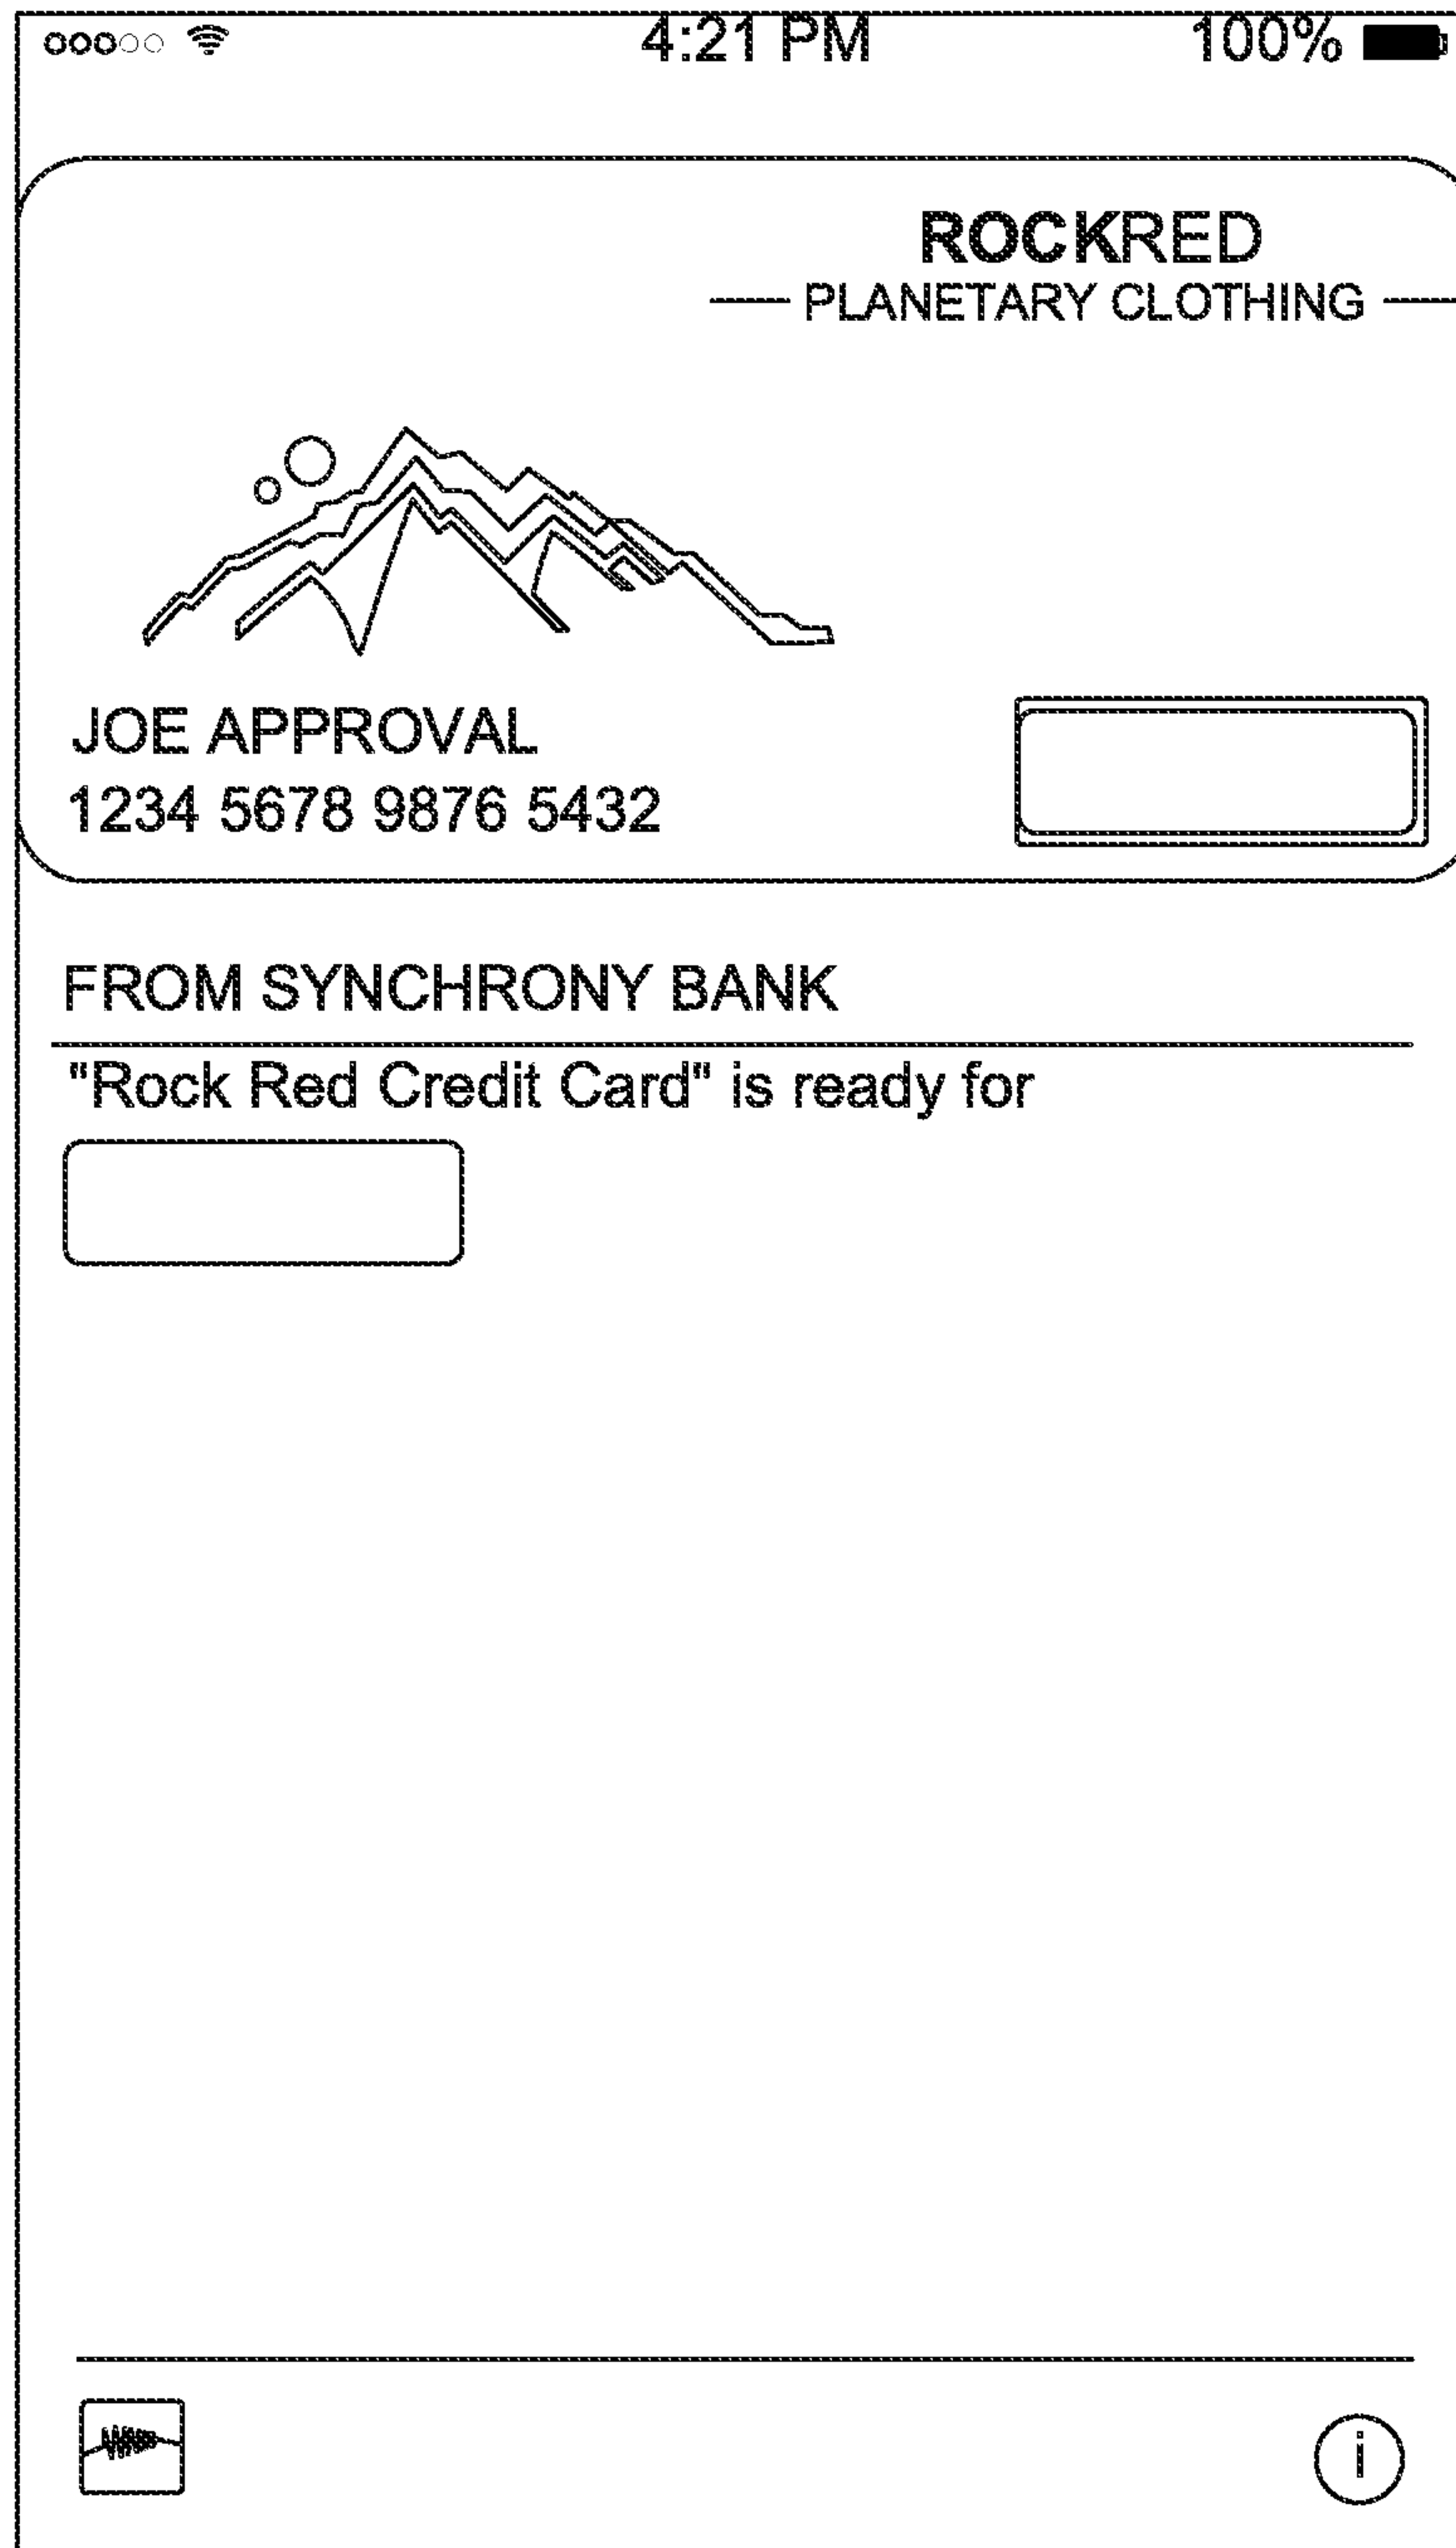 4:21 PM 100%
ROCKRED
PLANETARY CLOTHING
JOE APPROVAL
1234 5678 9876 5432
FROM SYNCHRONY BANK
"Rock Red Credit Card" is ready for
i